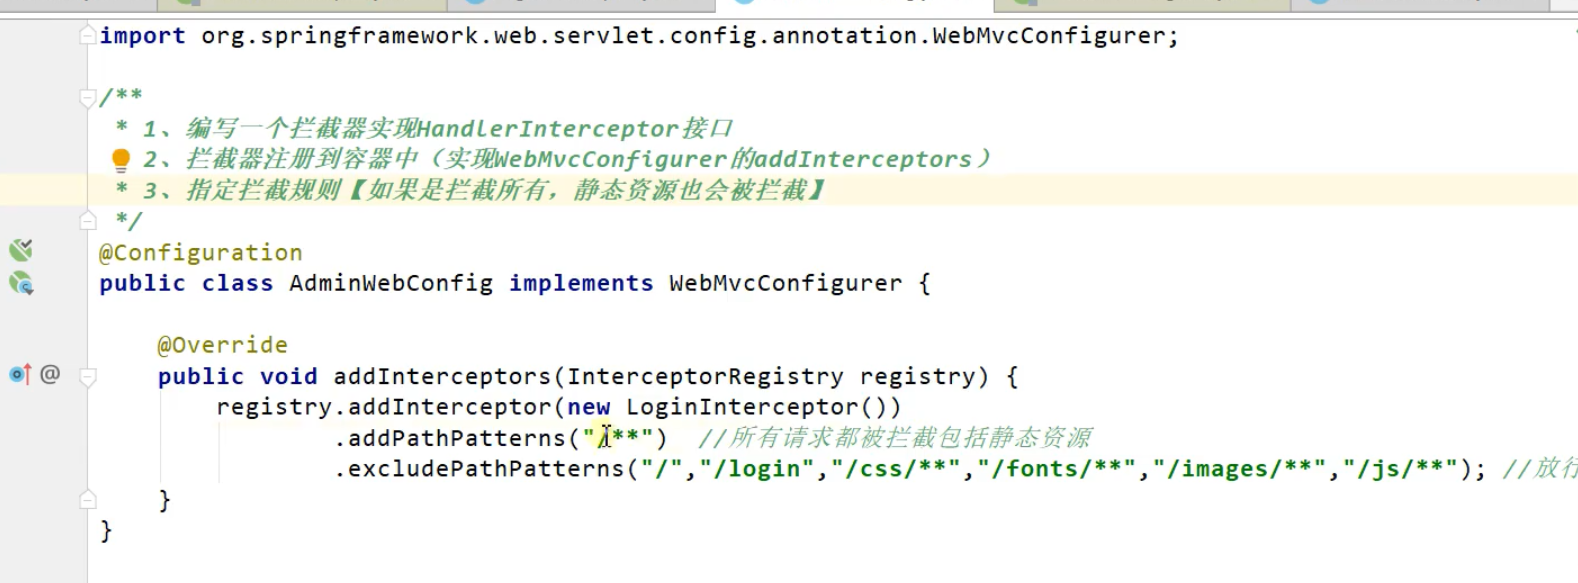 import org.springframework.web.servlet.config.annotation.WebMvcConfigurer;
/**
* 1、编写一个拦截器实现HandlerInterceptor接口
2、拦截器注册到容器中（实现WebMvcConfigurer的addInterceptors）
* 3、指定拦截规则【如果是拦截所有，静态资源也会被拦截】
*/
@Configuration
public class AdminWebConfig implements WebMvcConfigurer {
@Override
public void addInterceptors(InterceptorRegistry registry) {
registry.addInterceptor(new LoginInterceptor())
.addPathPatterns("/**") //所有请求都被拦截包括静态资源
.excludePathPatterns("/","/login","/css/**","/fonts/**","/images/**","/js/**"); //放行
}
}